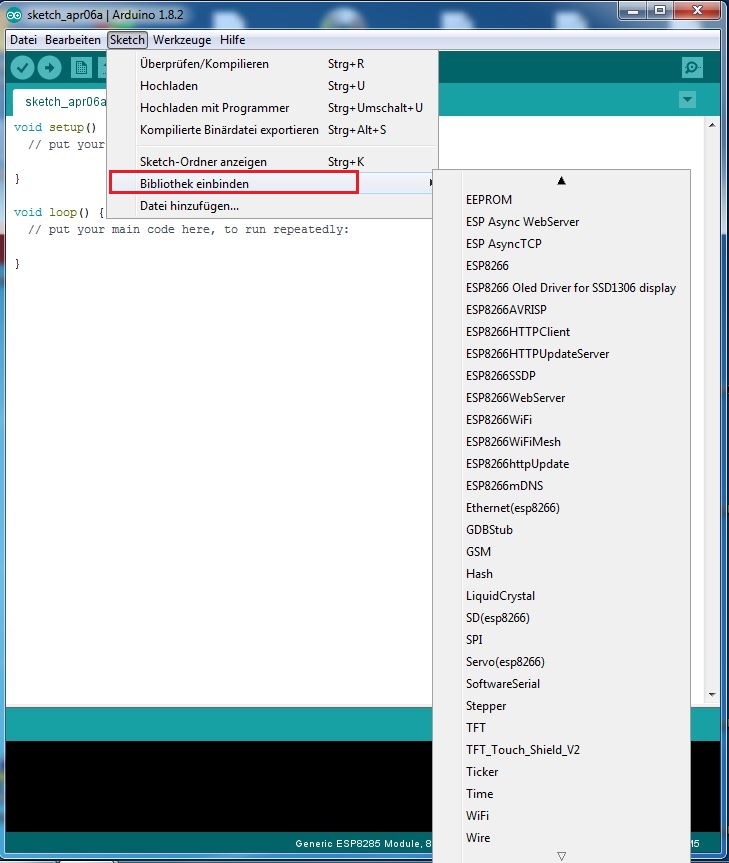 sketch_apr06a | Arduino 1.8.2
Datei Bearbeiten Sketch Werkzeuge Hilfe
Überprüfen/Kompilieren Strg+R
Hochladen Strg+U
Hochladen mit Programmer Strg+Umschalt+U
Kompilierte Binärdatei exportieren Strg+Alt+S
Sketch-Ordner anzeigen Strg+K
Bibliothek einbinden
Datei hinzufügen...
sketch_apr06a
void setup()
// put your
}
void loop() {
// put your main code here, to run repeatedly:
}
EEPROM
ESP Async WebServer
ESP AsyncTCP
ESP8266
ESP8266 Oled Driver for SSD1306 display
ESP8266AVRISP
ESP8266HTTPClient
ESP8266HTTPUpdateServer
ESP8266SSDP
ESP8266WebServer
ESP8266WiFi
ESP8266WiFiMesh
ESP8266httpUpdate
ESP8266mDNS
Ethernet(esp8266)
GDBStub
GSM
Hash
LiquidCrystal
SD(esp8266)
SPI
Servo(esp8266)
SoftwareSerial
Stepper
TFT
TFT_Touch_Shield_V2
Ticker
Time
WiFi
Wire
Generic ESP8285 Module, 8